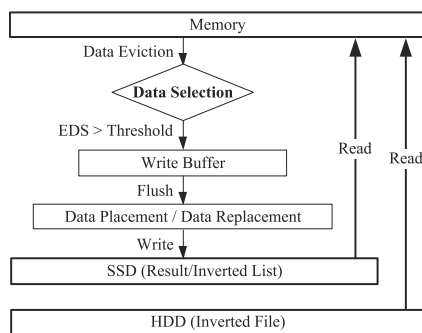 Memory
Data Eviction
Data Selection
EDS > Threshold
Write Buffer
Read
Read
Flush
Data Placement / Data Replacement
Write
SSD (Result/Inverted List)
HDD (Inverted File)